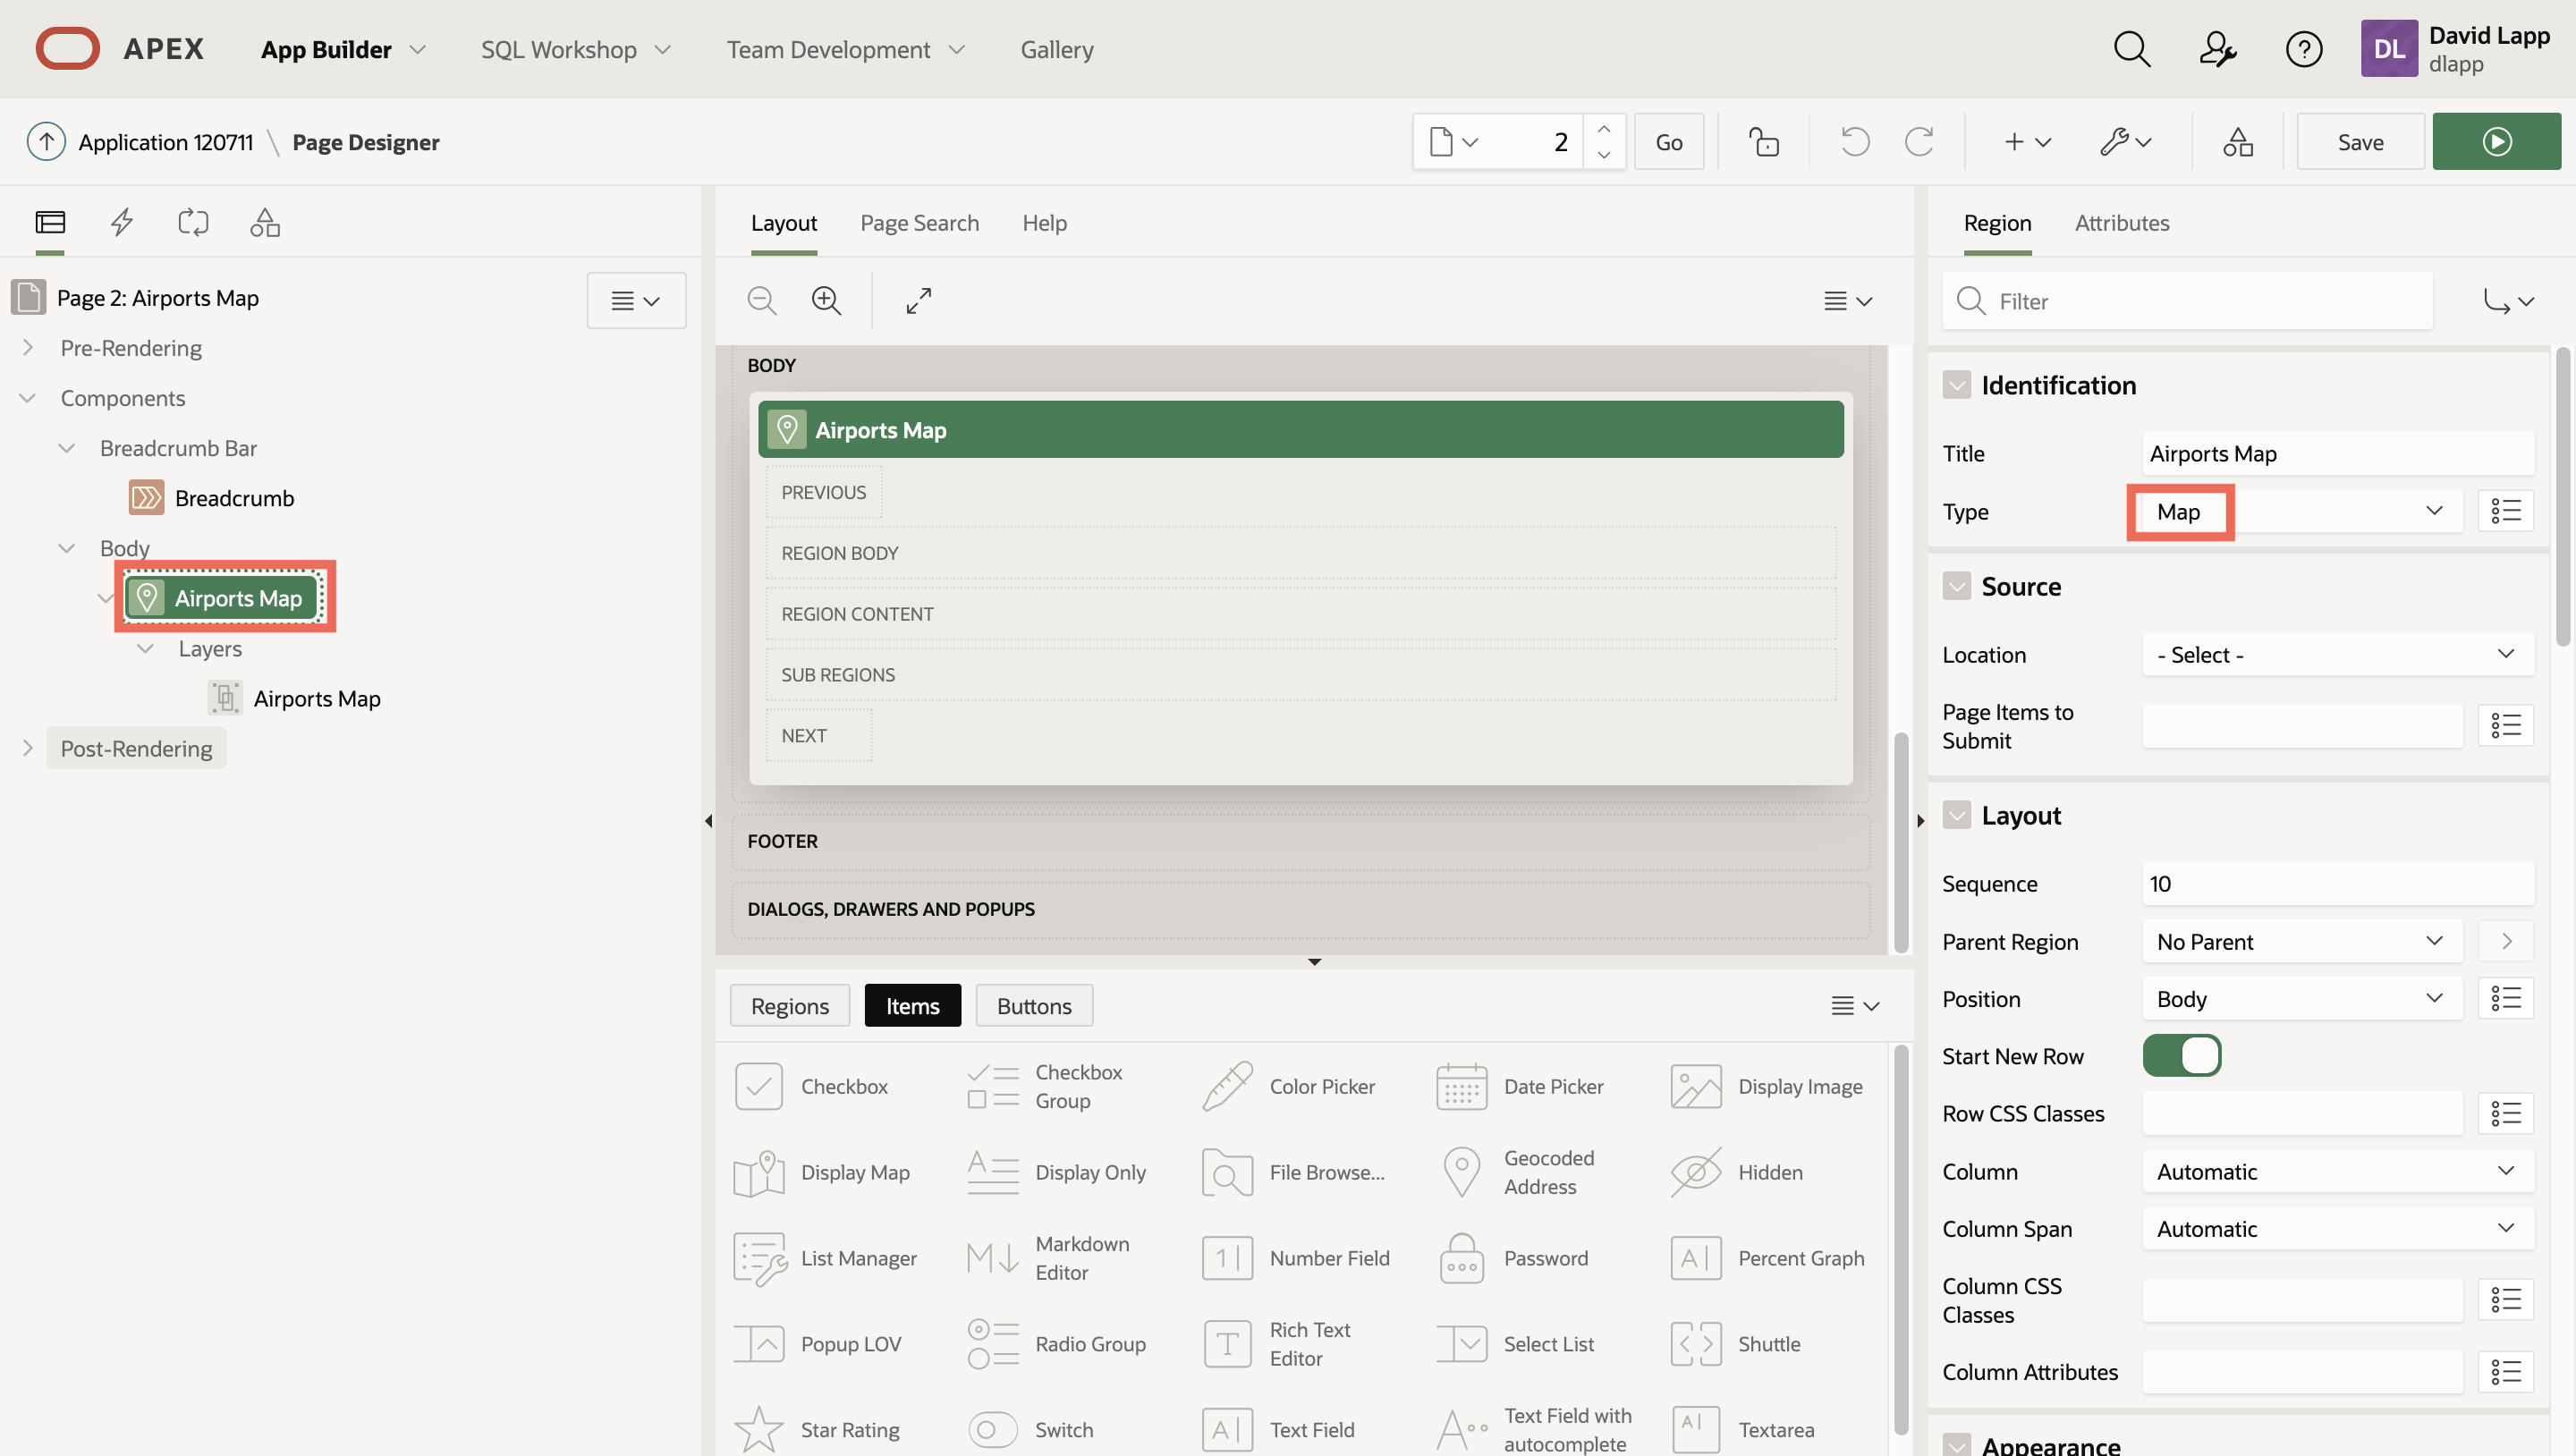 APEX App Builder SQL Workshop Team Development Gallery DL David Lapp
dlapp
Application 120711 \ Page Designer 2 Go Save
Layout Page Search Help Region Attributes
Page 2: Airports Map Filter
Pre-Rendering
Components
Breadcrumb Bar
Breadcrumb
Body
Airports Map
Layers
Airports Map
Post-Rendering
BODY
Airports Map
PREVIOUS
REGION BODY
REGION CONTENT
SUB REGIONS
NEXT
FOOTER
DIALOGS, DRAWERS AND POPUPS
Regions Items Buttons
Checkbox Checkbox Group Color Picker Date Picker Display Image
Display Map Display Only File Browse... Geocoded Address Hidden
List Manager Markdown Editor Number Field Password Percent Graph
Popup LOV Radio Group Rich Text Editor Select List Shuttle
Star Rating Switch Text Field Text Field with autocomplete Textarea
Identification
Title Airports Map
Type Map
Source
Location - Select -
Page Items to
Submit
Layout
Sequence 10
Parent Region No Parent
Position Body
Start New Row
Row CSS Classes
Column Automatic
Column Span Automatic
Column CSS
Classes
Column Attributes
Appearance